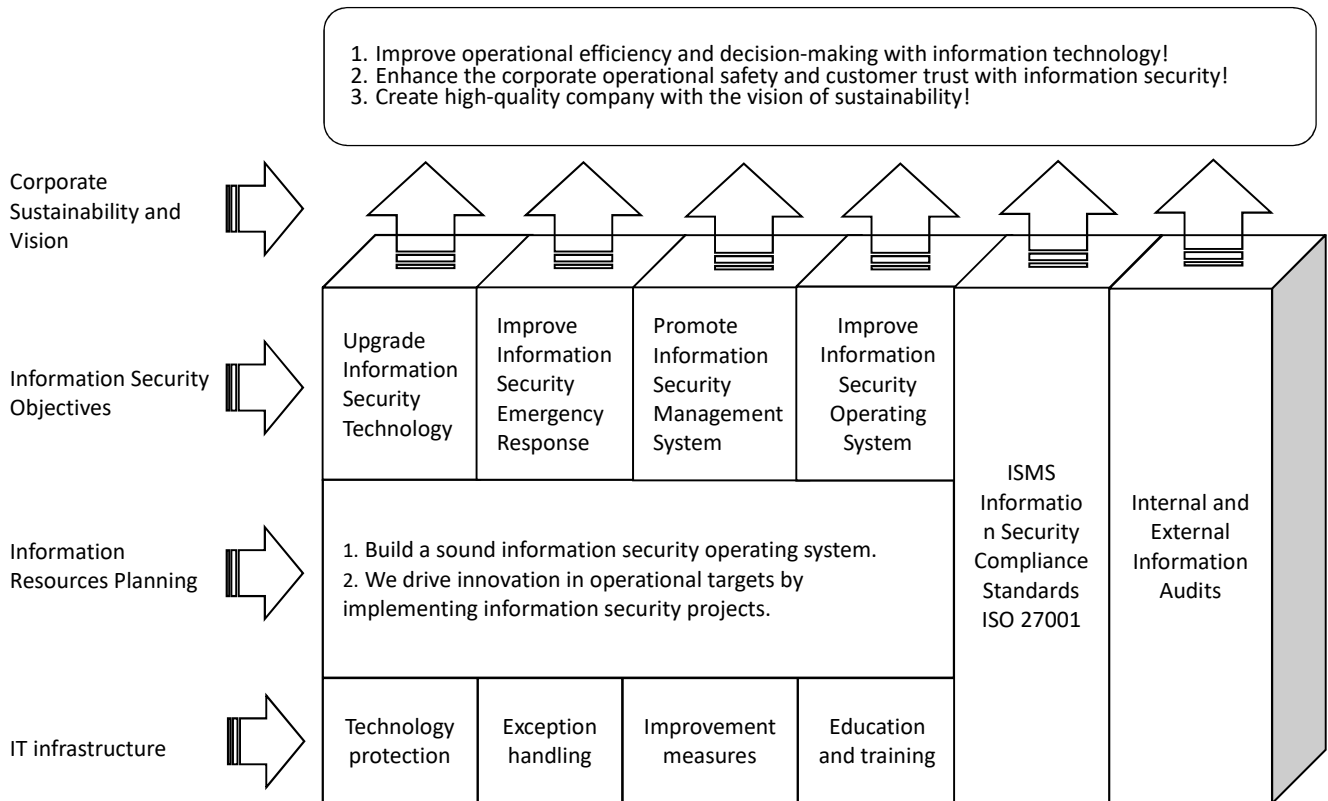 1. Improve operational efficiency and decision-making with information technology!
2. Enhance the corporate operational safety and customer trust with information security!
3. Create high-quality company with the vision of sustainability!
Corporate
Sustainability and
Vision
Information Security
Objectives
Upgrade
Information
Security
Technology
Improve
Information
Security
Emergency
Response
Promote
Information
Security
Management
System
Improve
Information
Security
Operating
System
ISMS
Informatio
n Security
Compliance
Standards
ISO 27001
Internal and
External
Information
Audits
Information
Resources Planning
1. Build a sound information security operating system.
2. We drive innovation in operational targets by
implementing information security projects.
IT infrastructure
Technology
protection
Exception
handling
Improvement
measures
Education
and training